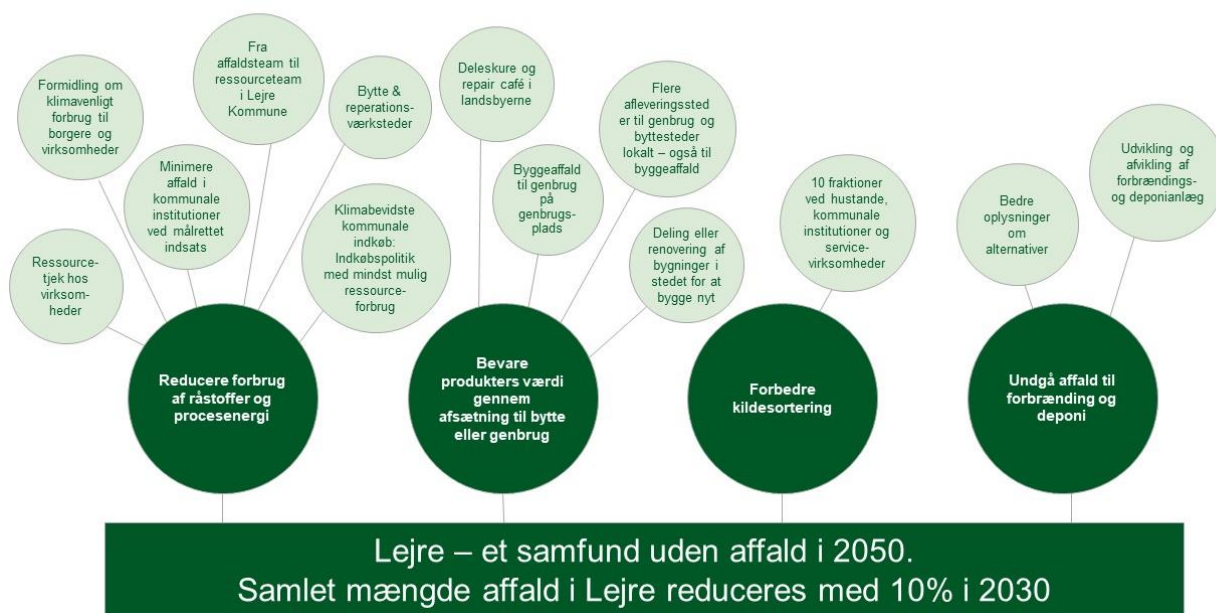 Formidling om
klimavenligt
forbrug til
borgere og
virksomheder
Fra
affaldsteam til
ressourceteam
i Lejre
Kommune
Bytte &
reperations-
værksteder
Minimere
affald i
kommunale
institutioner
ved målrettet
indsats
Klimabevidste
kommunale
indkøb:
Indkøbspolitik
med mindst mulig
ressource-
forbrug
Ressource-
tjek hos
virksom-
heder
Reducere forbrug
af råstoffer og
procesenergi
Deleskure og
repair café i
landsbyerne
Flere
afleveringssted
er til genbrug og
byttesteder
lokalt – også til
byggeaffald
Byggeaffald
til genbrug
på
genbrugs-
plads
Deling eller
renovering af
bygninger i
stedet for at
bygge nyt
Bevare
produkters værdi
gennem
afsætning til bytte
eller genbrug
10 fraktioner
ved hustande,
kommunale
institutioner og
service-
virksomheder
Forbedre
kildesortering
Bedre
oplysninger
om
alternativer
Udvikling og
afvikling af
forbrændings-
og deponianlæg
Undgå affald til
forbrænding og
deponi
Lejre – et samfund uden affald i 2050.
Samlet mængde affald i Lejre reduceres med 10% i 2030